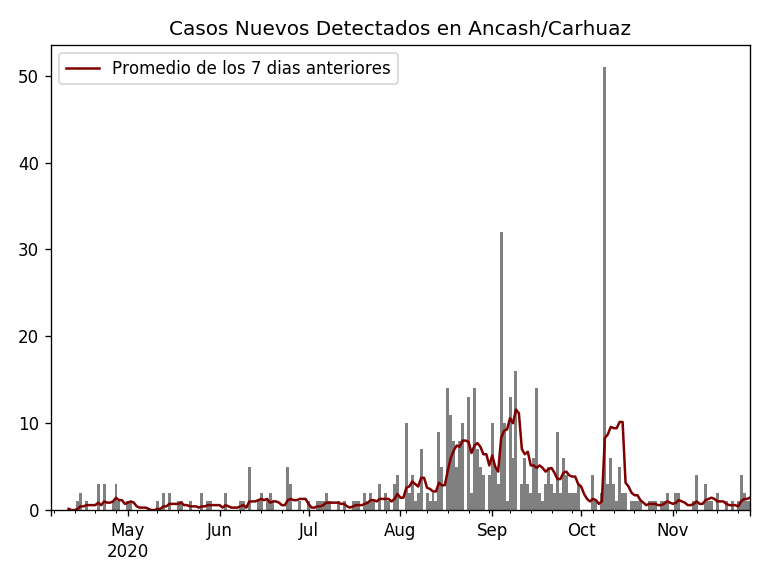 Casos Nuevos Detectados en Ancash/Carhuaz
Promedio de los 7 dias anteriores
50
40
30
20
10
0
May Jun Jul Aug Sep Oct Nov
2020